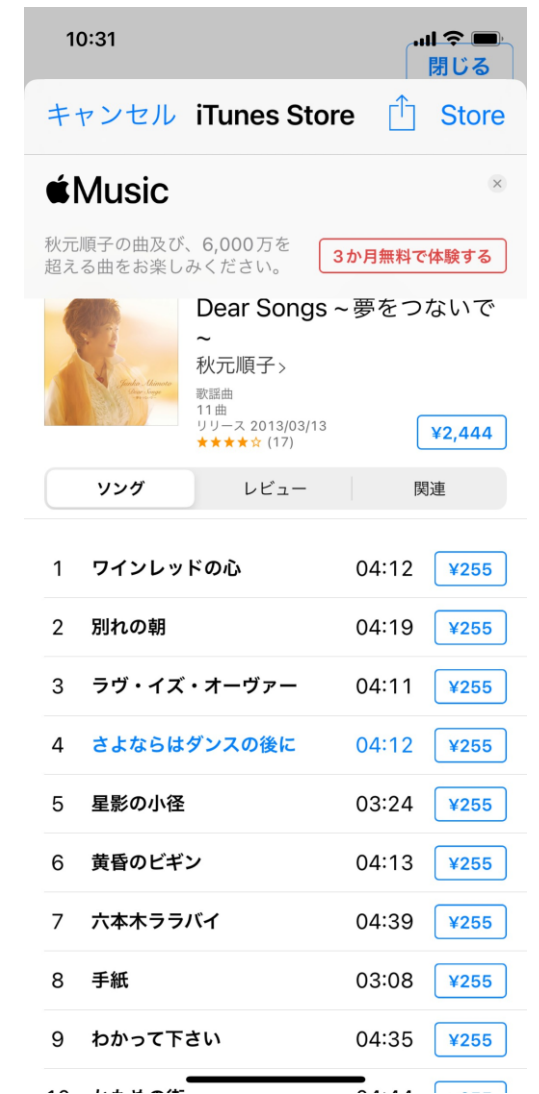 10:31
閉じる
キャンセル iTunes Store Store
Music
秋元順子の曲及び、6,000万を
超える曲をお楽しみください。
3か月無料で体験する
Dear Songs ~夢をつないで
~
秋元順子>
歌謡曲
11曲
リリース 2013/03/13
★★★★☆ (17)
¥2,444
ソング レビュー 関連
1 ワインレッドの心 04:12 ¥255
2 別れの朝 04:19 ¥255
3 ラヴ・イズ・オーヴァー 04:11 ¥255
4 さよならはダンスの後に 04:12 ¥255
5 星影の小径 03:24 ¥255
6 黄昏のビギン 04:13 ¥255
7 六本木ララバイ 04:39 ¥255
8 手紙 03:08 ¥255
9 わかって下さい 04:35 ¥255